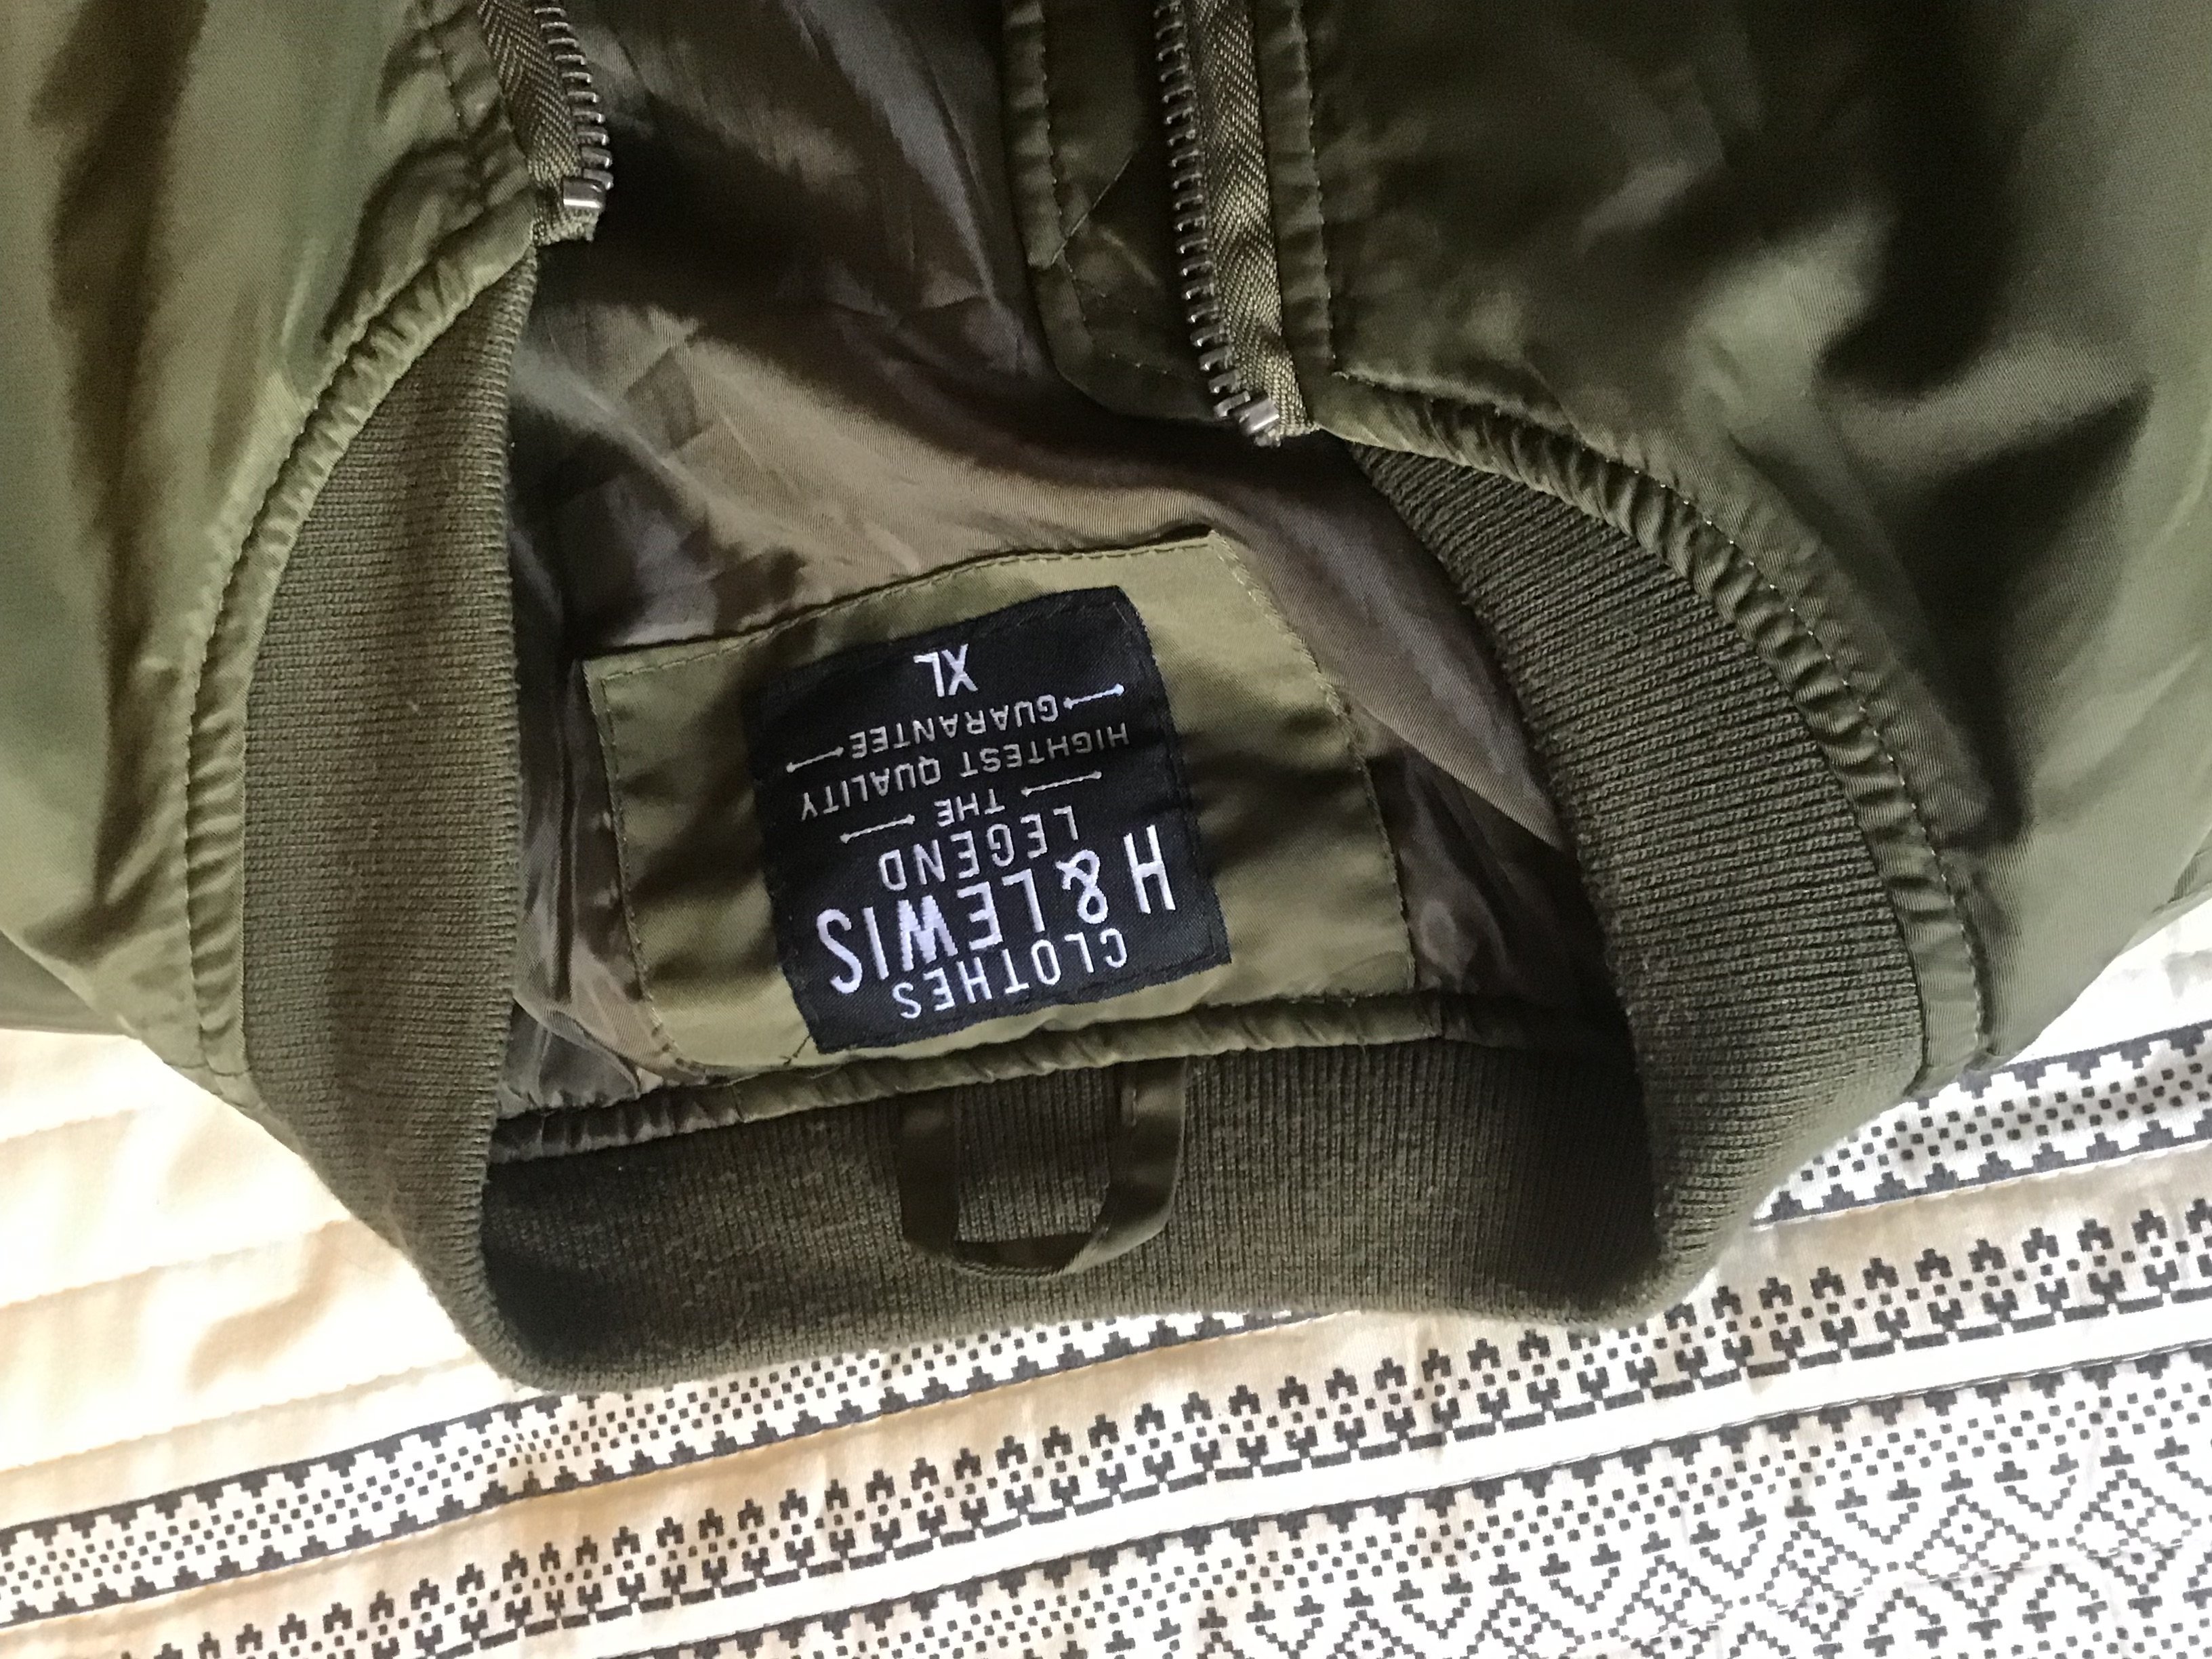 CLOTHES
H&LEWIS
LEGEND
THE
HIGHTEST QUALITY
GUARANTEE
XL